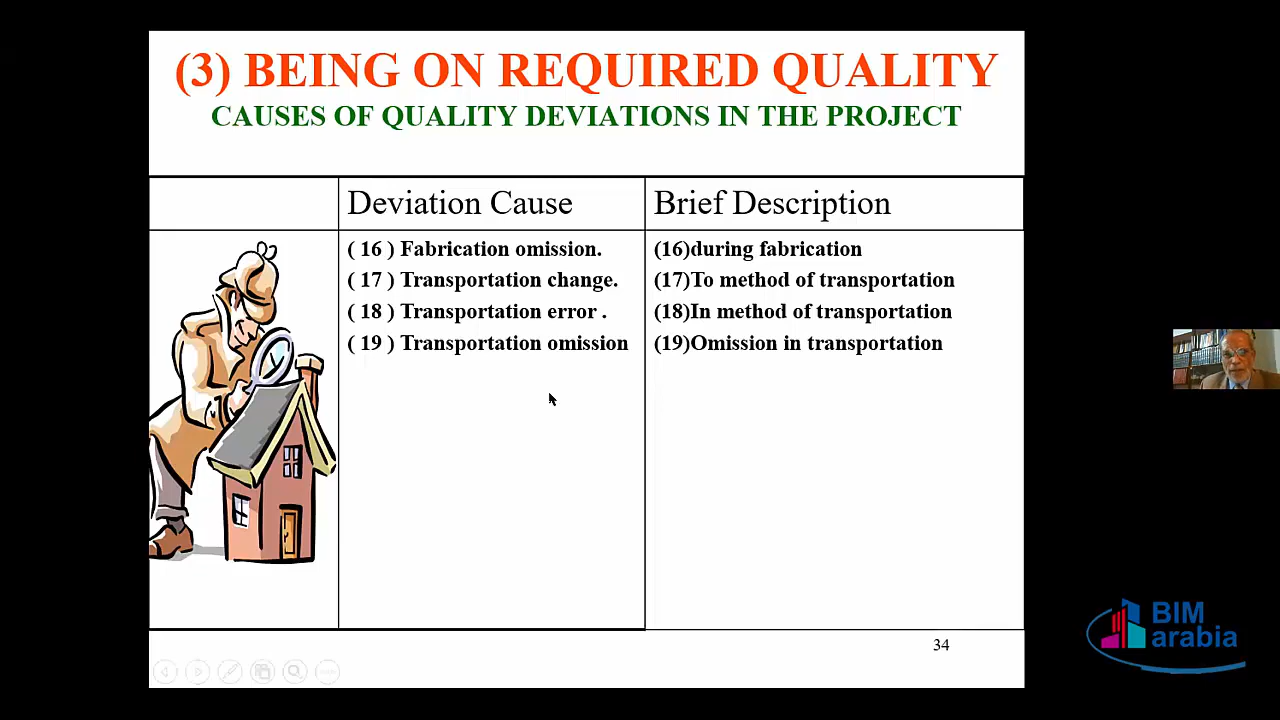 (3) BEING ON REQUIRED QUALITY
CAUSES OF QUALITY DEVIATIONS IN THE PROJECT
Deviation Cause
Brief Description
( 16 ) Fabrication omission.
(16)during fabrication
( 17 ) Transportation change.
(17)To method of transportation
( 18 ) Transportation error .
(18)In method of transportation
( 19 ) Transportation omission
(19)Omission in transportation
34
BIM
arabia